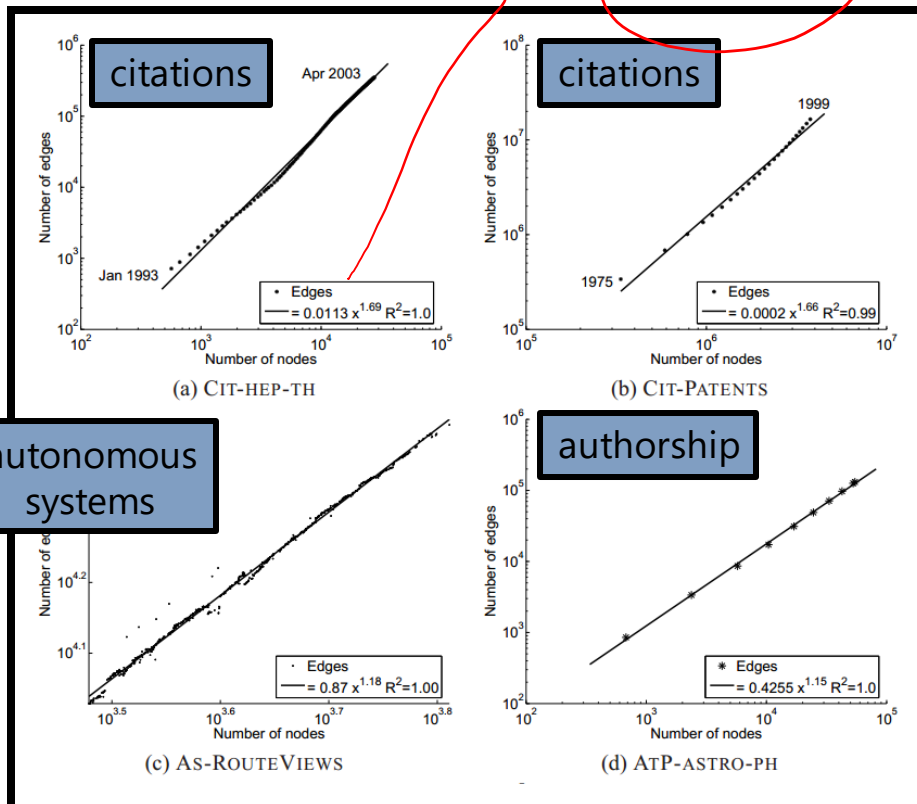 citations
10^6
10^5
10^4
10^3
10^2
Number of edges
Apr 2003
Jan 1993
Edges
= 0.0113 x^1.69 R^2=1.0
10^2 10^3 10^4 10^5
Number of nodes
(a) CIT-HEP-TH
citations
10^8
10^7
10^6
10^5
Number of edges
1999
1975
Edges
= 0.0002 x^1.66 R^2=0.99
10^5 10^6 10^7
Number of nodes
(b) CIT-PATENTS
autonomous
systems
10^4.2
10^4.1
Number of edges
Edges
= 0.87 x^1.18 R^2=1.00
10^3.5 10^3.6 10^3.7 10^3.8
Number of nodes
(c) AS-ROUTEVIEWS
authorship
10^6
10^5
10^4
10^3
10^2
Number of edges
Edges
= 0.4255 x^1.15 R^2=1.0
10^2 10^3 10^4 10^5
Number of nodes
(d) ATP-ASTRO-PH